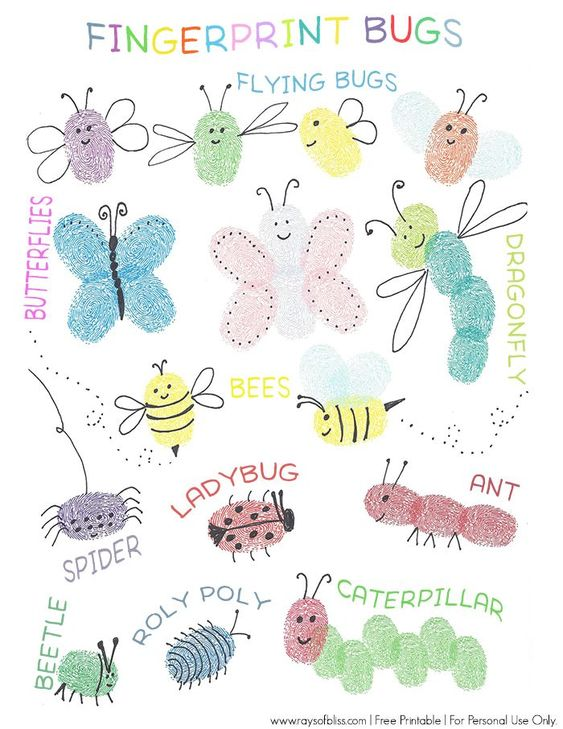 FINGERPRINT BUGS
FLYING BUGS
BUTTERFLIES
DRAGONFLY
BEES
LADYBUG
ANT
SPIDER
BEETLE
ROLY POLY
CATERPILLAR
www.raysofbliss.com | Free Printable | For Personal Use Only.